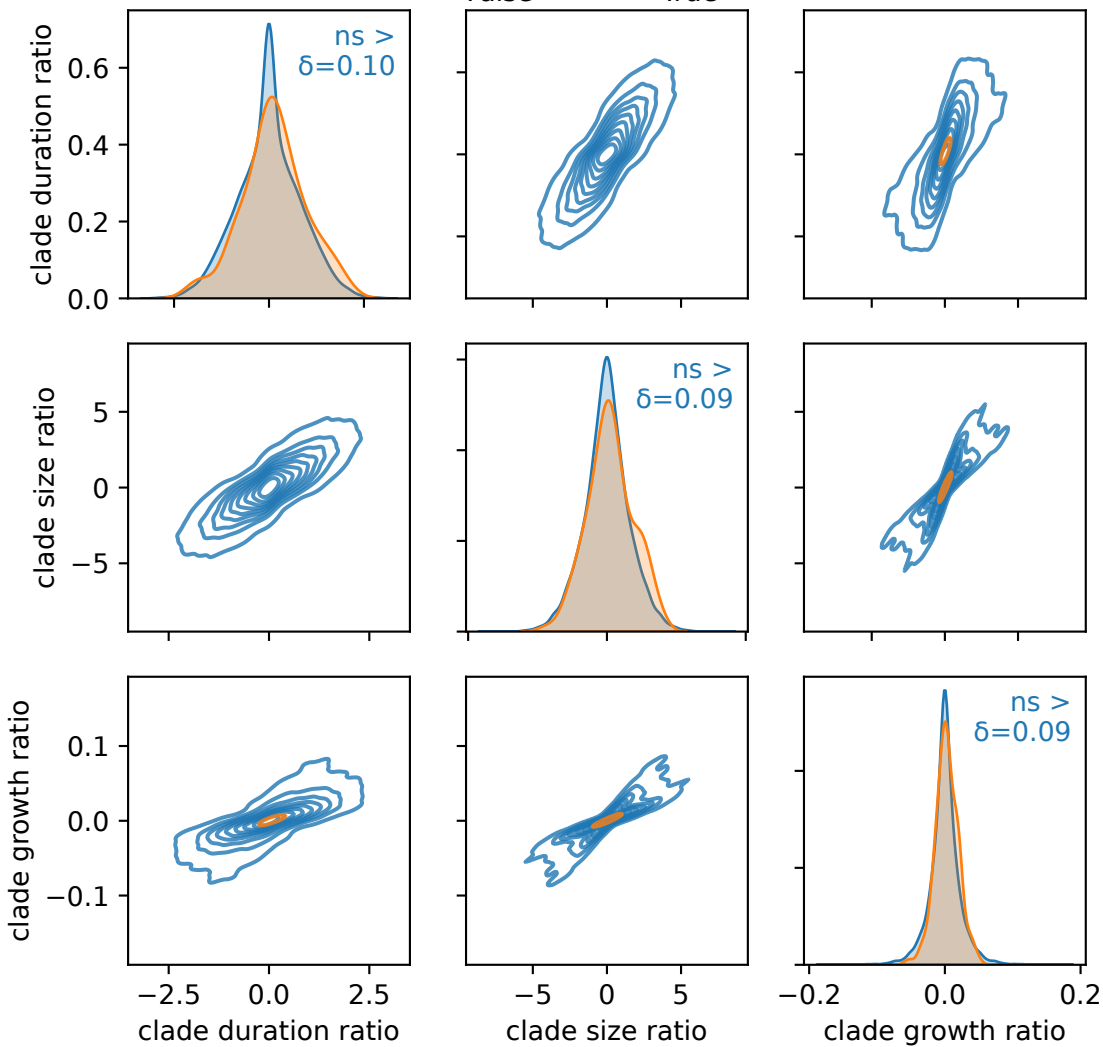 clade duration ratio
0.6
0.4
0.2
0.0
ns >
δ=0.10
clade size ratio
5
0
−5
ns >
δ=0.09
clade growth ratio
0.1
0.0
−0.1
ns >
δ=0.09
−2.5 0.0 2.5
−5 0 5
−0.2 0.0 0.2
clade duration ratio
clade size ratio
clade growth ratio